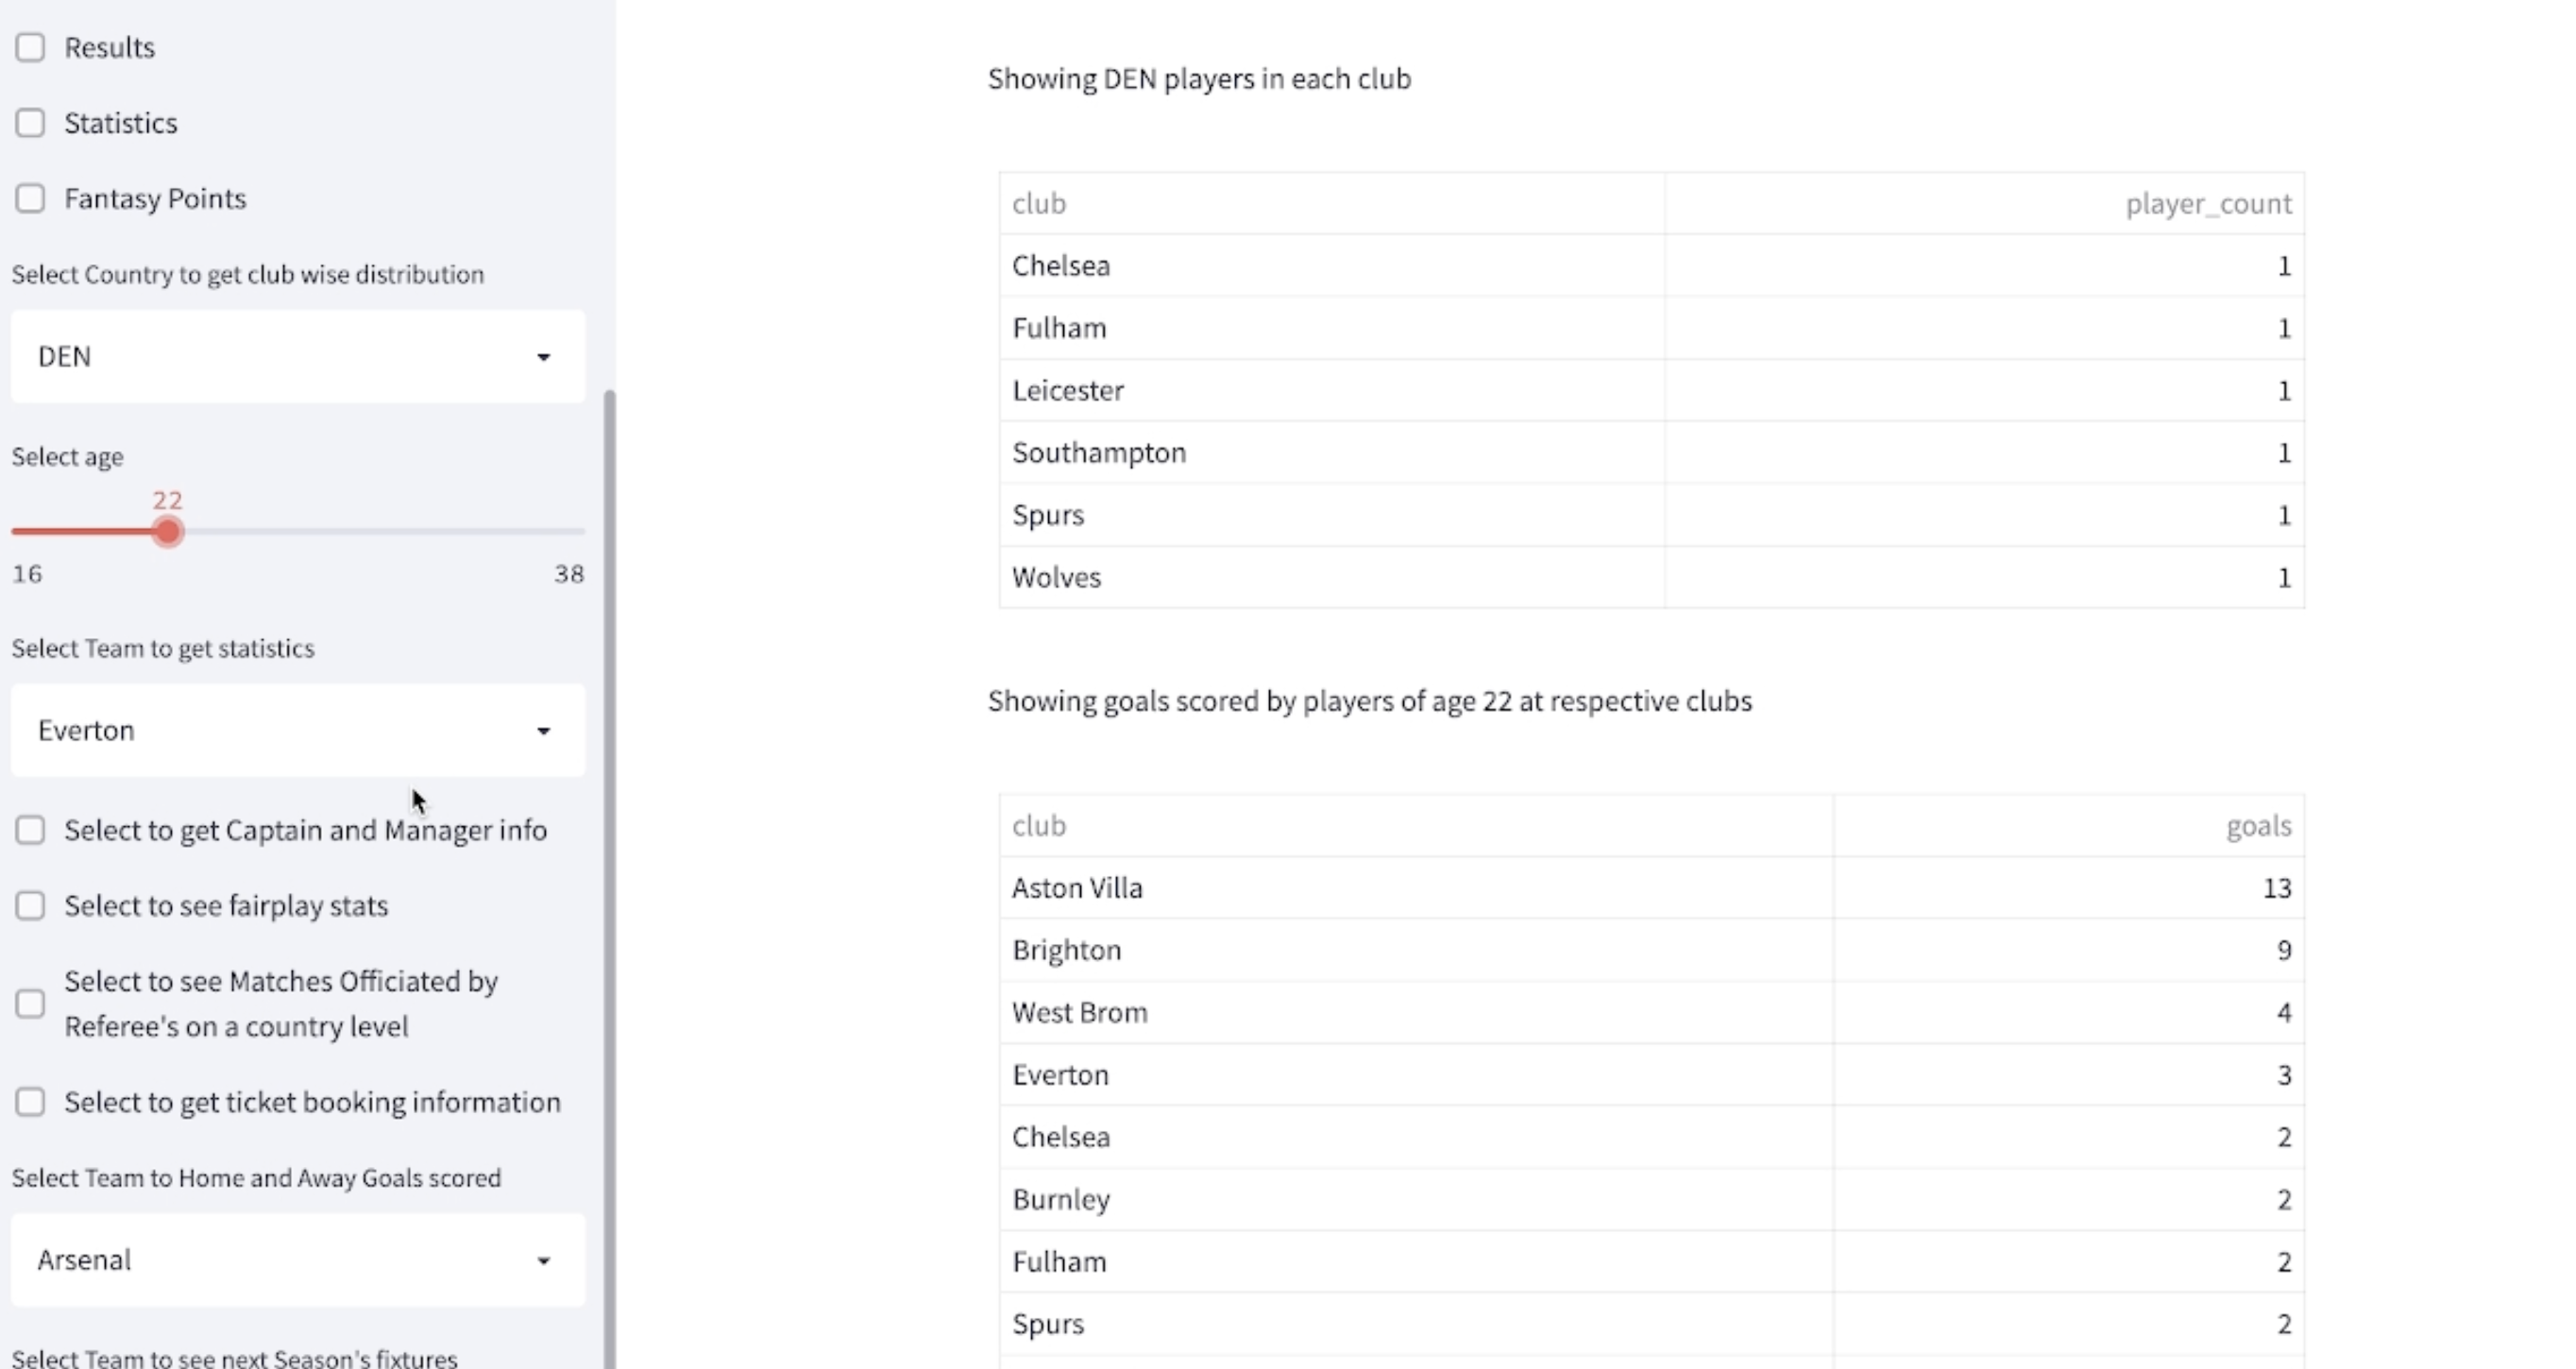 Results
Statistics
Fantasy Points
Select Country to get club wise distribution
DEN
Select age
22
16 38
Select Team to get statistics
Everton
Select to get Captain and Manager info
Select to see fairplay stats
Select to see Matches Officiated by
Referee's on a country level
Select to get ticket booking information
Select Team to Home and Away Goals scored
Arsenal
Select Team to see next Season's fixtures
Showing DEN players in each club
club player_count
Chelsea 1
Fulham 1
Leicester 1
Southampton 1
Spurs 1
Wolves 1
Showing goals scored by players of age 22 at respective clubs
club goals
Aston Villa 13
Brighton 9
West Brom 4
Everton 3
Chelsea 2
Burnley 2
Fulham 2
Spurs 2